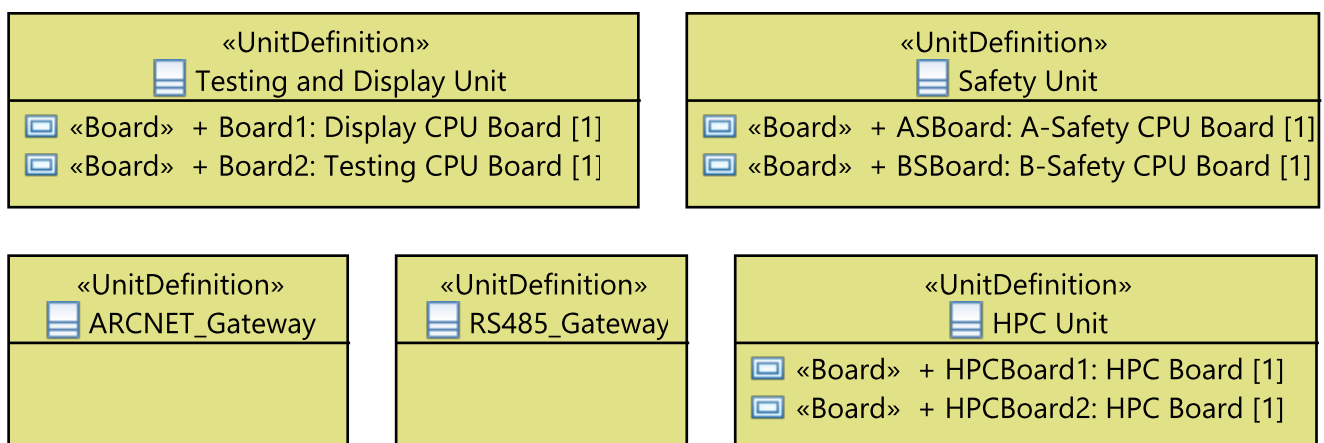 «UnitDefinition»
Testing and Display Unit
«Board» + Board1: Display CPU Board [1]
«Board» + Board2: Testing CPU Board [1]
«UnitDefinition»
Safety Unit
«Board» + ASBoard: A-Safety CPU Board [1]
«Board» + BSBoard: B-Safety CPU Board [1]
«UnitDefinition»
ARCNET_Gateway
«UnitDefinition»
RS485_Gateway
«UnitDefinition»
HPC Unit
«Board» + HPCBoard1: HPC Board [1]
«Board» + HPCBoard2: HPC Board [1]